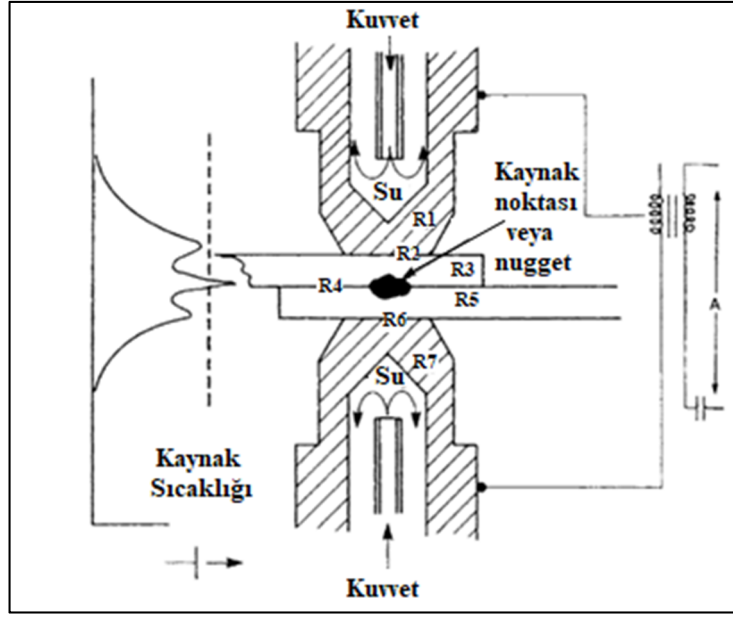 Kuvvet
Kaynak
noktası
veya
nugget
Su
R1
R2
R3
R4
R5
R6
R7
Su
A
Kaynak
Sıcaklığı
Kuvvet